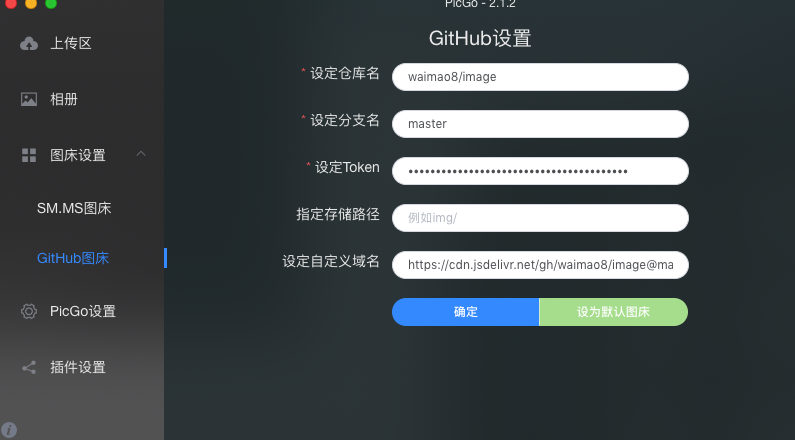 PicGo - 2.1.2
上传区
相册
图床设置
SM.MS图床
GitHub图床
PicGo设置
插件设置
GitHub设置
* 设定仓库名 waimao8/image
* 设定分支名 master
* 设定Token ••••••••••••••••••••••••••••••••••••••••
指定存储路径 例如img/
设定自定义域名 https://cdn.jsdelivr.net/gh/waimao8/image@ma
确定 设为默认图床